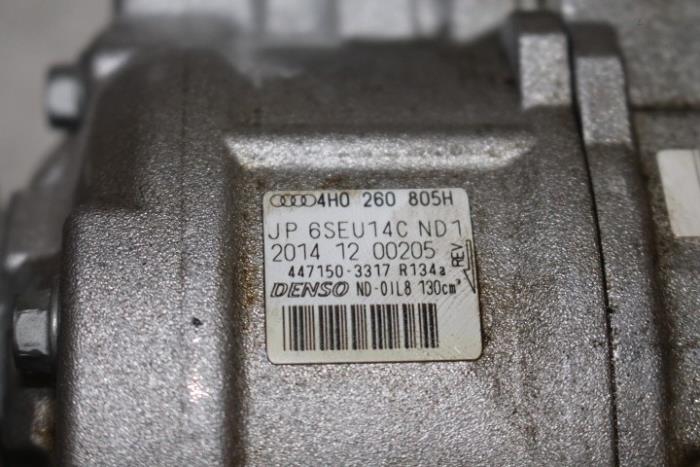 4H0 260 805H
JP 6SEU14C ND1
2014 12 00205
REV
447150-3317 R134a
DENSO ND-OIL8 130cm³